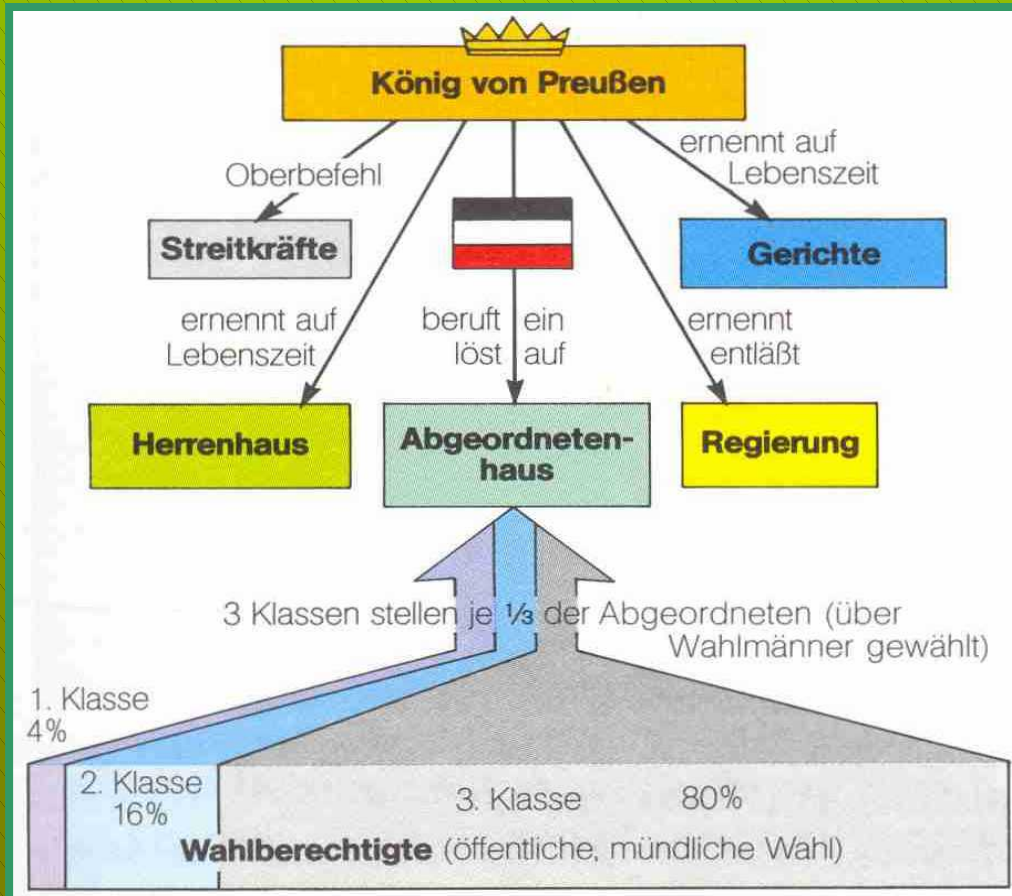 König von Preußen
Oberbefehl
ernennt auf
Lebenszeit
Streitkräfte
Gerichte
ernennt auf
Lebenszeit
beruft ein
löst auf
ernennt
entläßt
Herrenhaus
Abgeordneten-
haus
Regierung
3 Klassen stellen je ⅓ der Abgeordneten (über
Wahlmänner gewählt)
1. Klasse
4%
2. Klasse
16%
3. Klasse 80%
Wahlberechtigte (öffentliche, mündliche Wahl)